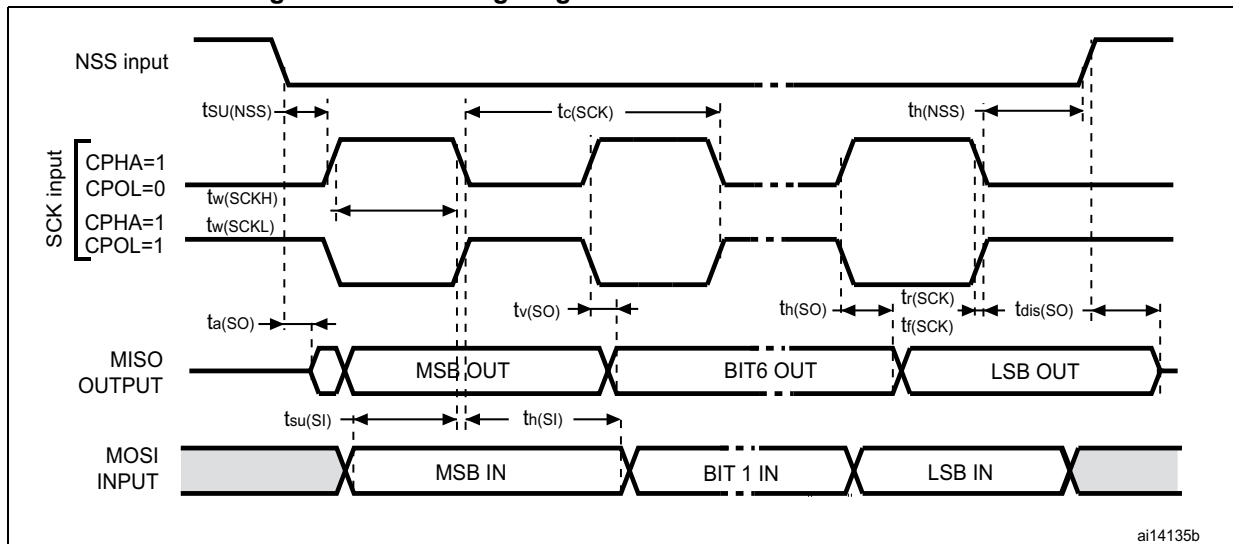 NSS input
tSU(NSS)
tc(SCK)
th(NSS)
SCK input
CPHA=1
CPOL=0
tw(SCKH)
CPHA=1
tw(SCKL)
CPOL=1
ta(SO)
tv(SO)
th(SO)
tr(SCK)
tf(SCK)
tdis(SO)
MISO
OUTPUT
MSB OUT
BIT6 OUT
LSB OUT
tsu(SI)
th(SI)
MOSI
INPUT
MSB IN
BIT 1 IN
LSB IN
ai14135b